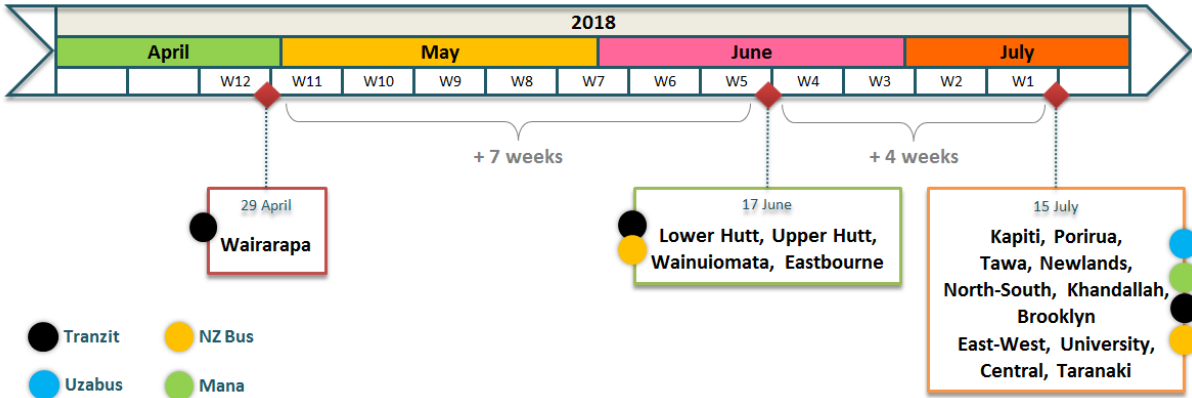 2018
April May June July
W12 W11 W10 W9 W8 W7 W6 W5 W4 W3 W2 W1
+ 7 weeks + 4 weeks
29 April
Wairarapa
17 June
Lower Hutt, Upper Hutt,
Wainuiomata, Eastbourne
15 July
Kapiti, Porirua,
Tawa, Newlands,
North-South, Khandallah,
Brooklyn
East-West, University,
Central, Taranaki
Tranzit NZ Bus
Uzabus Mana